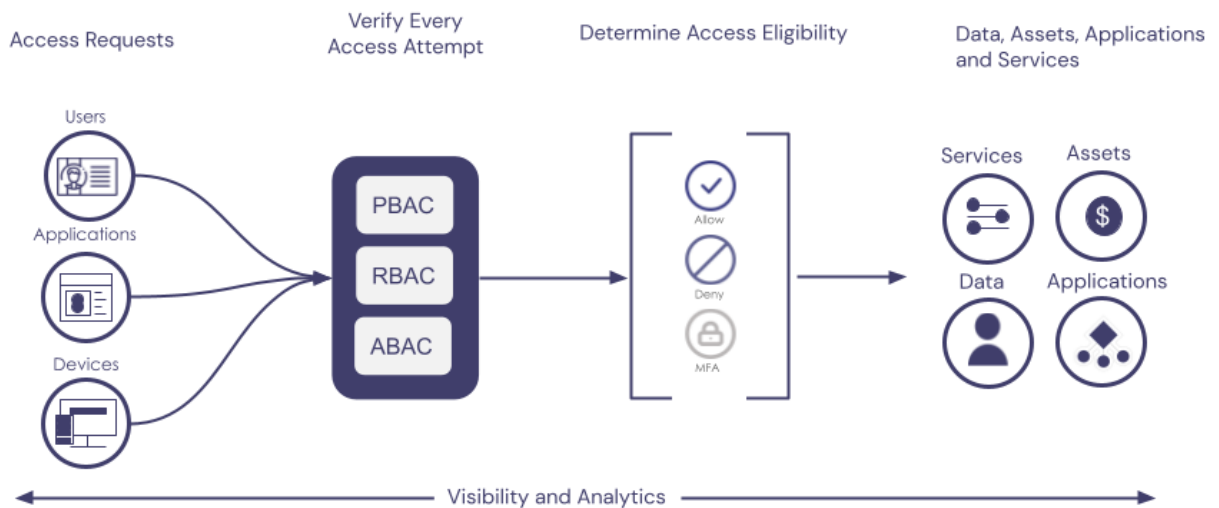 Access Requests
Verify Every
Access Attempt
Determine Access Eligibility
Data, Assets, Applications
and Services
Users
Applications
Devices
PBAC
RBAC
ABAC
Allow
Deny
MFA
Services
Assets
$
Data
Applications
Visibility and Analytics